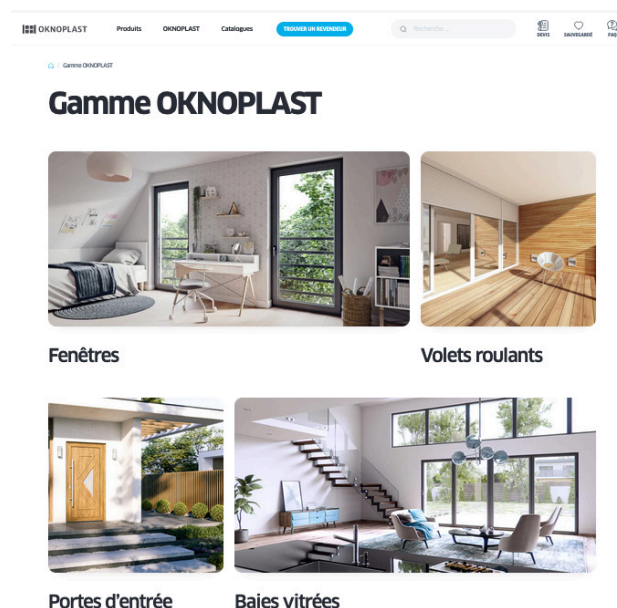 OKNOPLAST
Produits
OKNOPLAST
Catalogues
TROUVER UN REVENDEUR
Rechercher ...
DEVIS
SAUVEGARDÉ
FAQ
Gamme OKNOPLAST
Gamme OKNOPLAST
Fenêtres
Volets roulants
Portes d'entrée
Baies vitrées